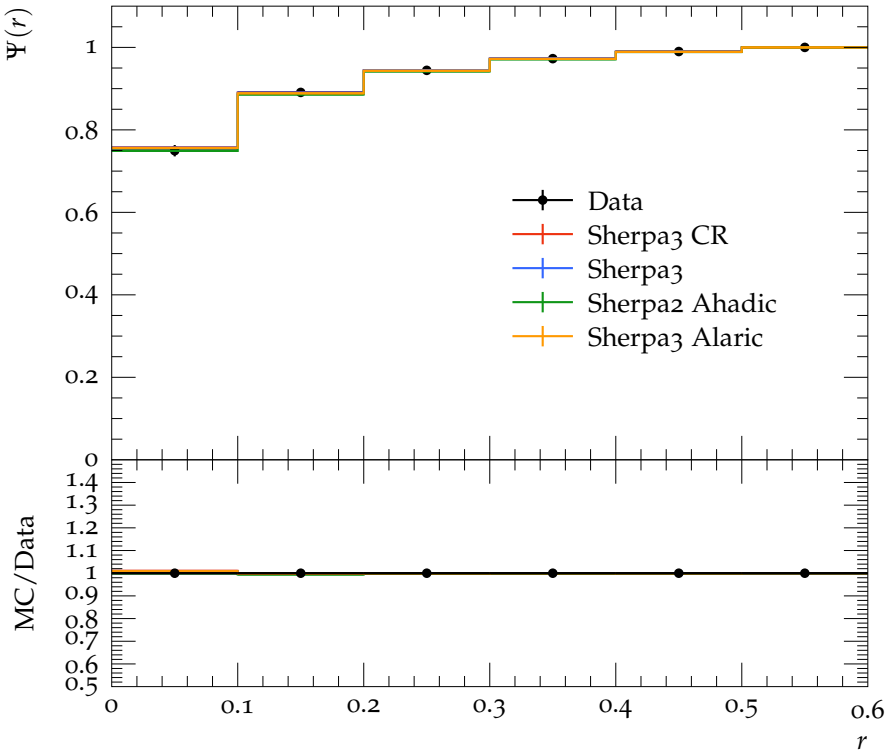 Ψ(r)
1
0.8
0.6
0.4
0.2
0
Data
Sherpa3 CR
Sherpa3
Sherpa2 Ahadic
Sherpa3 Alaric
MC/Data
1.4
1.3
1.2
1.1
1
0.9
0.8
0.7
0.6
0.5
0 0.1 0.2 0.3 0.4 0.5 0.6
r